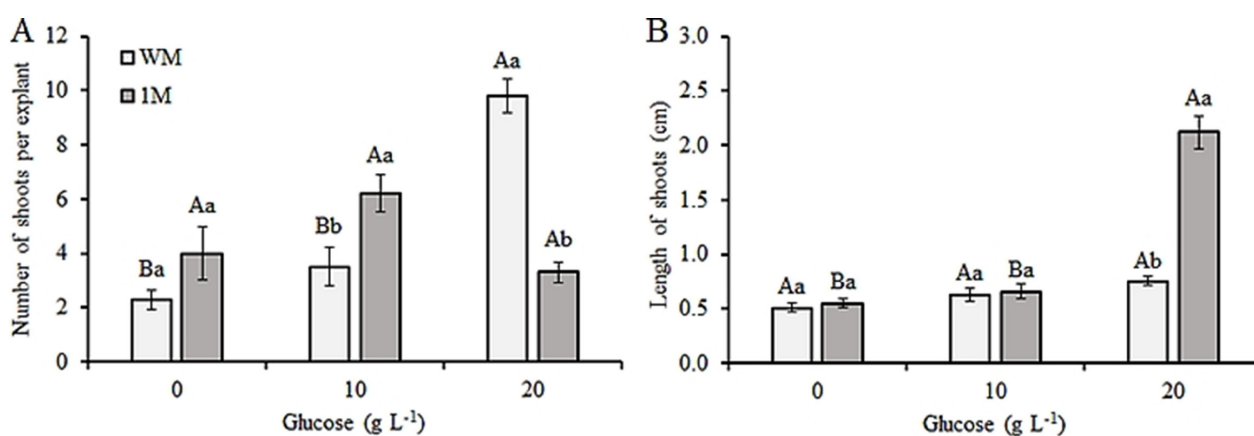 A
Number of shoots per explant
12
10
8
6
4
2
0
WM
1M
Ba
Aa
Bb
Aa
Aa
Ab
0 10 20
Glucose (g L⁻¹)
B
Length of shoots (cm)
3.0
2.5
2.0
1.5
1.0
0.5
0.0
Aa
Ba
Aa
Ba
Ab
Aa
0 10 20
Glucose (g L⁻¹)